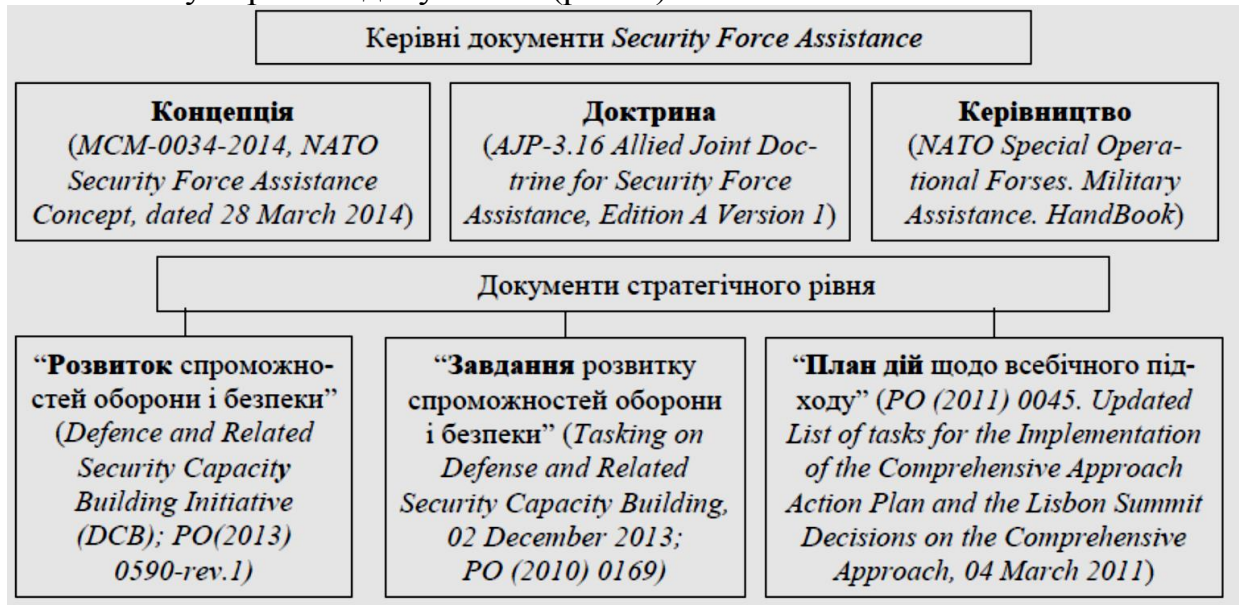 Керівні документи Security Force Assistance
Концепція
(MCM-0034-2014, NATO
Security Force Assistance
Concept, dated 28 March 2014)
Доктрина
(AJP-3.16 Allied Joint Doc-
trine for Security Force
Assistance, Edition A Version 1)
Керівництво
(NATO Special Opera-
tional Forses. Military
Assistance. HandBook)
Документи стратегічного рівня
“Розвиток спроможно-
стей оборони і безпеки”
(Defence and Related
Security Capacity
Building Initiative
(DCB); PO(2013)
0590-rev.1)
“Завдання розвитку
спроможностей оборони
і безпеки” (Tasking on
Defense and Related
Security Capacity Building,
02 December 2013;
PO (2010) 0169)
“План дій щодо всебічного під-
ходу” (PO (2011) 0045. Updated
List of tasks for the Implementation
of the Comprehensive Approach
Action Plan and the Lisbon Summit
Decisions on the Comprehensive
Approach, 04 March 2011)